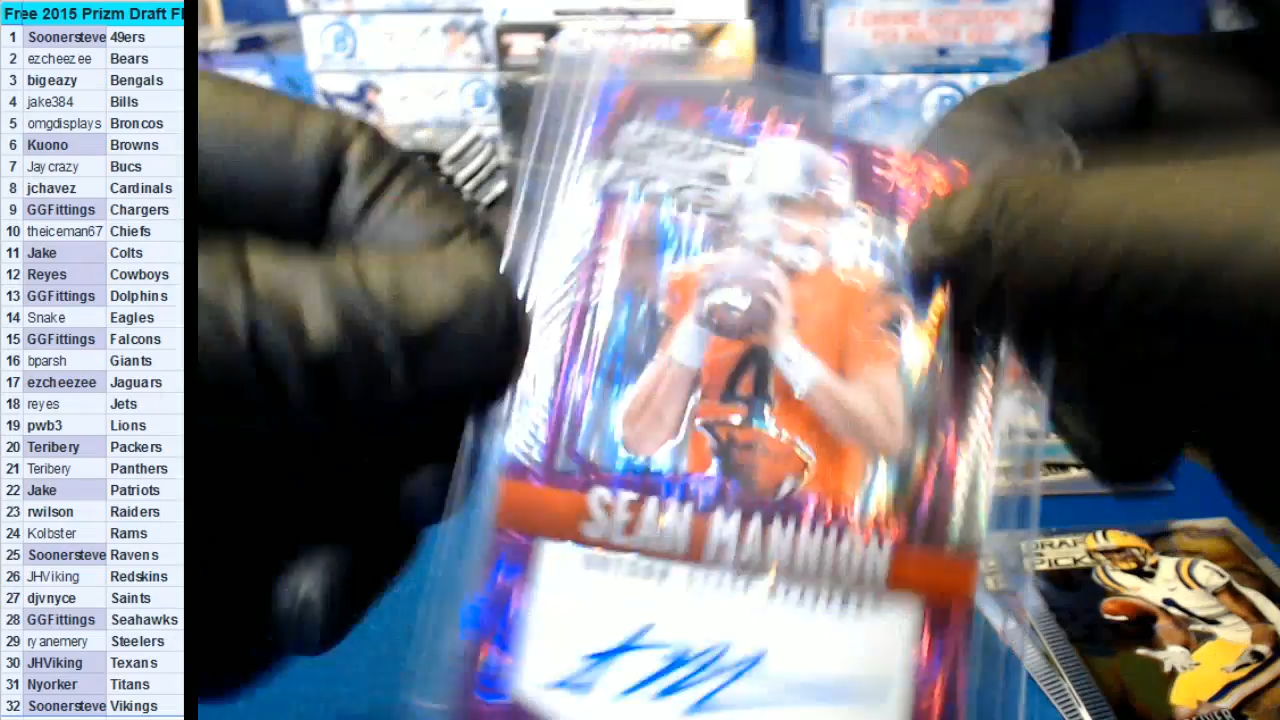 Free 2015 Prizm Draft F
1 Soonersteve 49ers
2 ezcheezee Bears
3 bigeazy Bengals
4 jake384 Bills
5 omgdisplays Broncos
6 Kuono Browns
7 Jaycrazy Bucs
8 jchavez Cardinals
9 GGFittings Chargers
10 theiceman67 Chiefs
11 Jake Colts
12 Reyes Cowboys
13 GGFittings Dolphins
14 Snake Eagles
15 GGFittings Falcons
16 bparsh Giants
17 ezcheezee Jaguars
18 reyes Jets
19 pwb3 Lions
20 Teribery Packers
21 Teribery Panthers
22 Jake Patriots
23 rwilson Raiders
24 Kolbster Rams
25 Soonersteve Ravens
26 JHViking Redskins
27 djvnyce Saints
28 GGFittings Seahawks
29 ryanemery Steelers
30 JHViking Texans
31 Nyorker Titans
32 Soonersteve Vikings
Chrome
4
SEAN MANNION
DRAFT
PICKS